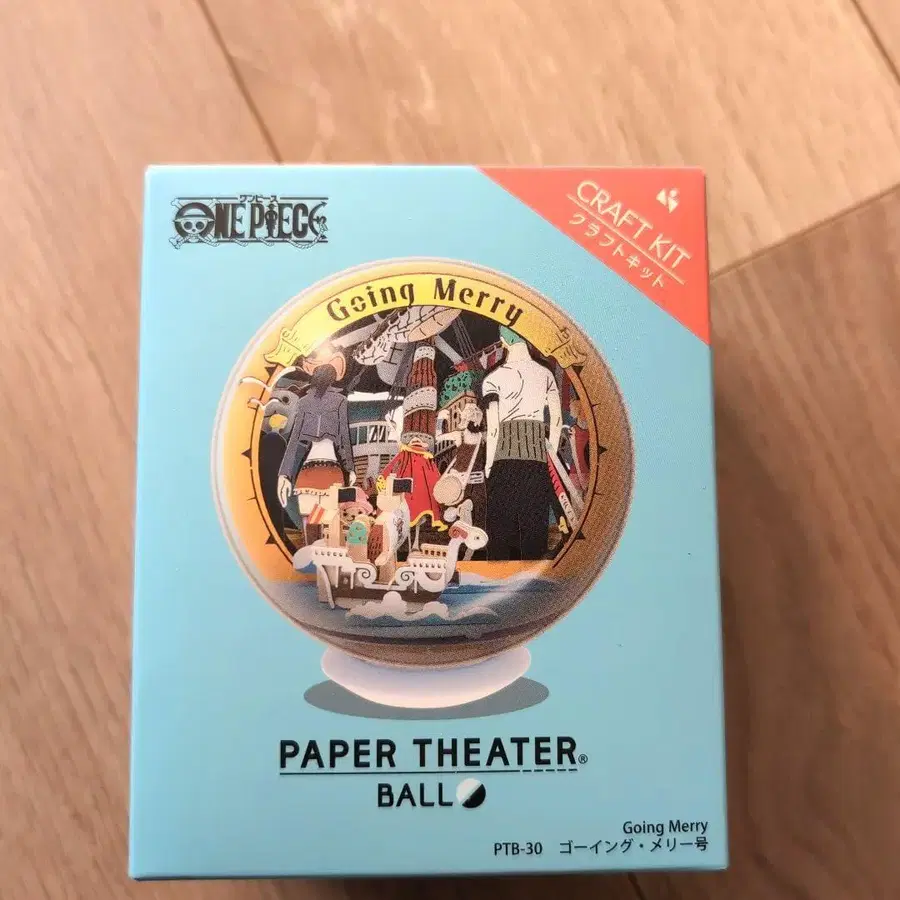 ワンピース
ONE PIECE
CRAFT KIT
クラフトキット
Going Merry
PAPER THEATER®
BALL
Going Merry
PTB-30 ゴーイング・メリー号